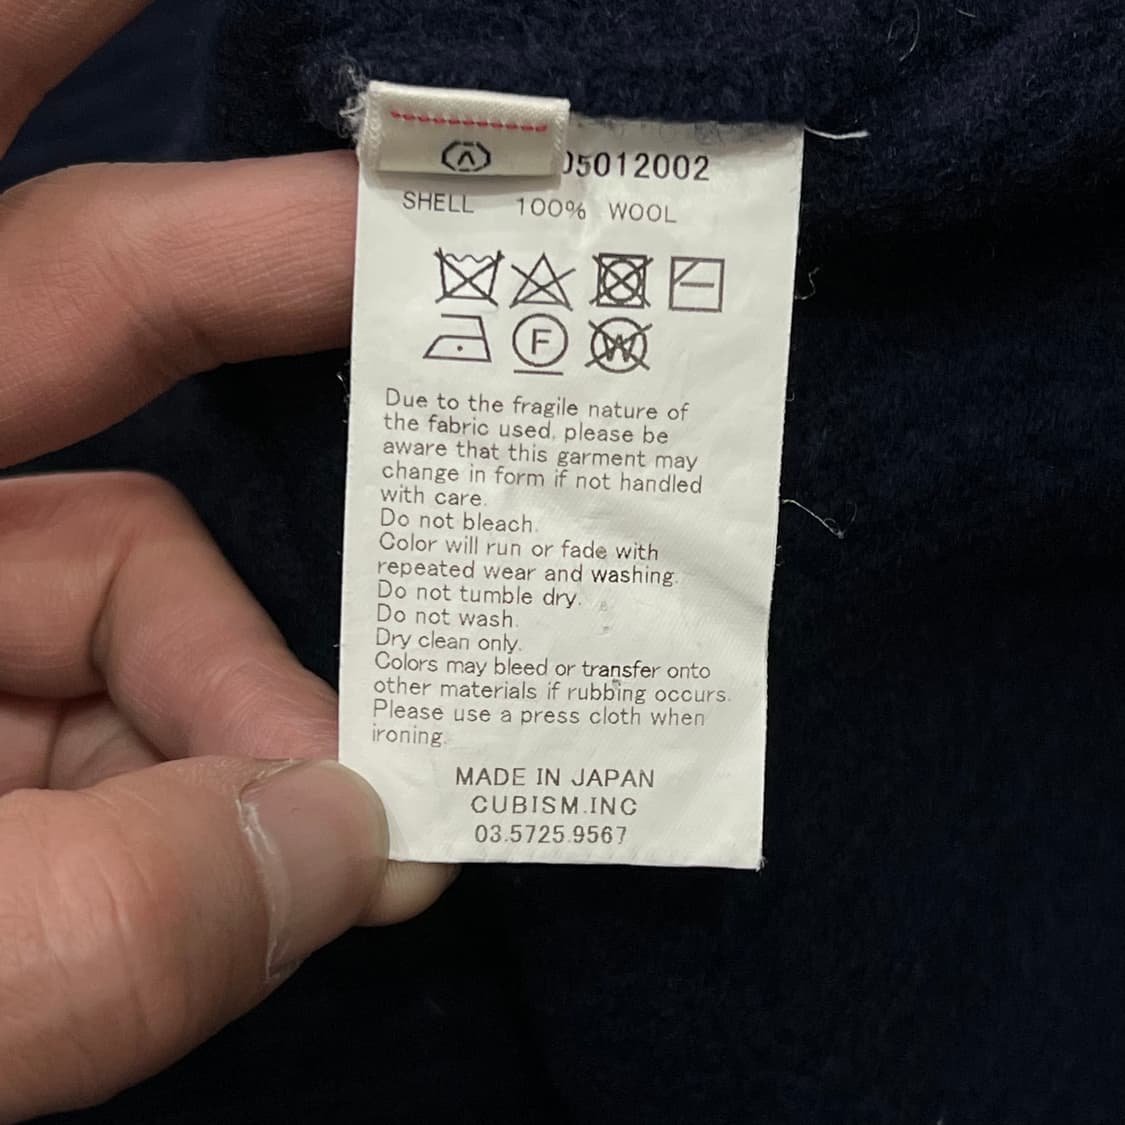 05012002
SHELL 100% WOOL
F
W
Due to the fragile nature of
the fabric used, please be
aware that this garment may
change in form if not handled
with care.
Do not bleach.
Color will run or fade with
repeated wear and washing.
Do not tumble dry.
Do not wash.
Dry clean only.
Colors may bleed or transfer onto
other materials if rubbing occurs.
Please use a press cloth when
ironing.
MADE IN JAPAN
CUBISM.INC
03.5725.9567